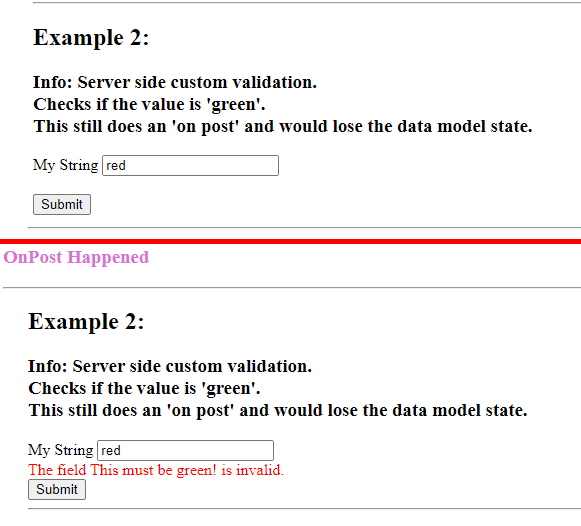 Example 2:
Info: Server side custom validation.
Checks if the value is 'green'.
This still does an 'on post' and would lose the data model state.
My String red
Submit
OnPost Happened
Example 2:
Info: Server side custom validation.
Checks if the value is 'green'.
This still does an 'on post' and would lose the data model state.
My String red
The field This must be green! is invalid.
Submit